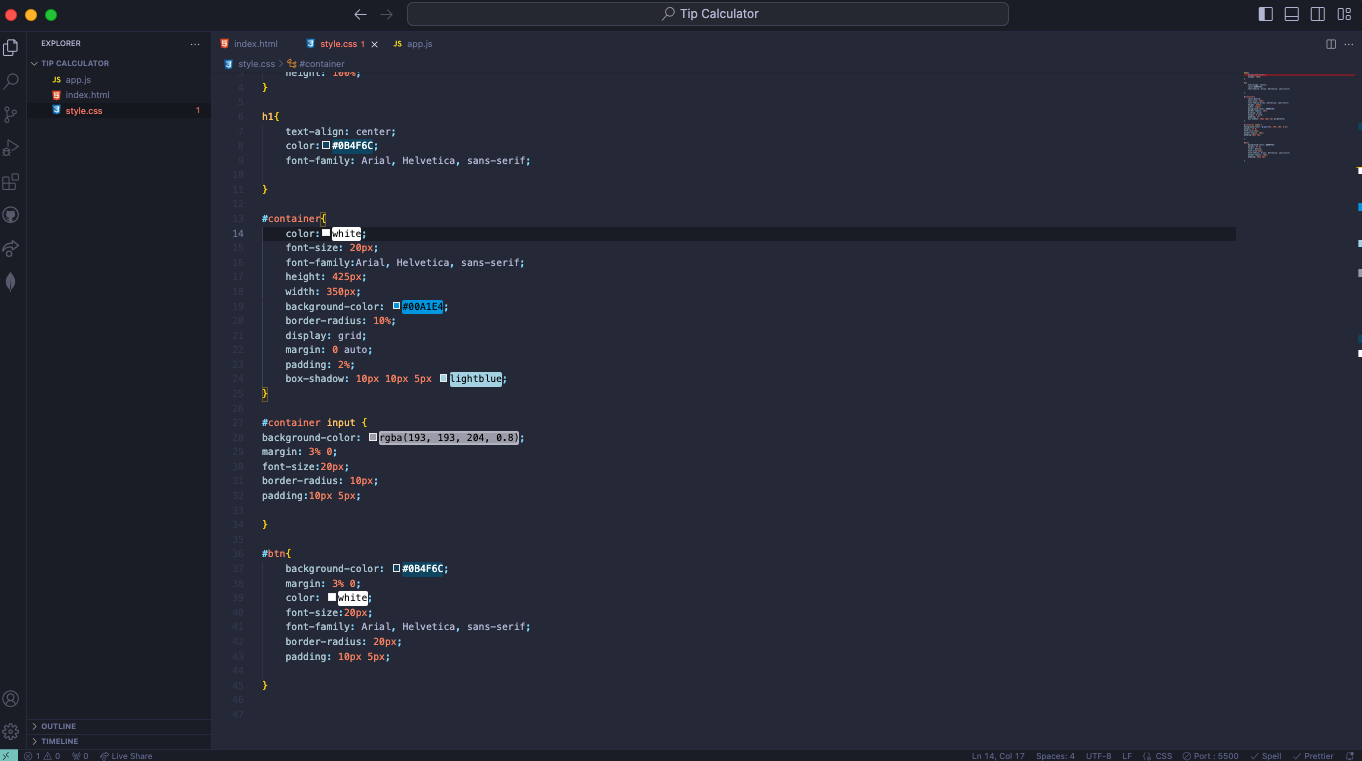 Tip Calculator
EXPLORER
TIP CALCULATOR
JS app.js
index.html
style.css 1
OUTLINE
TIMELINE
index.html style.css 1 JS app.js
style.css > #container
3 height: 100%;
4 }
5
6 h1{
7 text-align: center;
8 color: #0B4F6C;
9 font-family: Arial, Helvetica, sans-serif;
10
11 }
12
13 #container{
14 color: white;
15 font-size: 20px;
16 font-family:Arial, Helvetica, sans-serif;
17 height: 425px;
18 width: 350px;
19 background-color: #00A1E4;
20 border-radius: 10%;
21 display: grid;
22 margin: 0 auto;
23 padding: 2%;
24 box-shadow: 10px 10px 5px lightblue;
25 }
26
27 #container input {
28 background-color: rgba(193, 193, 204, 0.8);
29 margin: 3% 0;
30 font-size:20px;
31 border-radius: 10px;
32 padding:10px 5px;
33
34 }
35
36 #btn{
37 background-color: #0B4F6C;
38 margin: 3% 0;
39 color: white;
40 font-size:20px;
41 font-family: Arial, Helvetica, sans-serif;
42 border-radius: 20px;
43 padding: 10px 5px;
44
45 }
46
47
1 0 0 Live Share Ln 14, Col 17 Spaces: 4 UTF-8 LF {} CSS Port : 5500 Spell Prettier